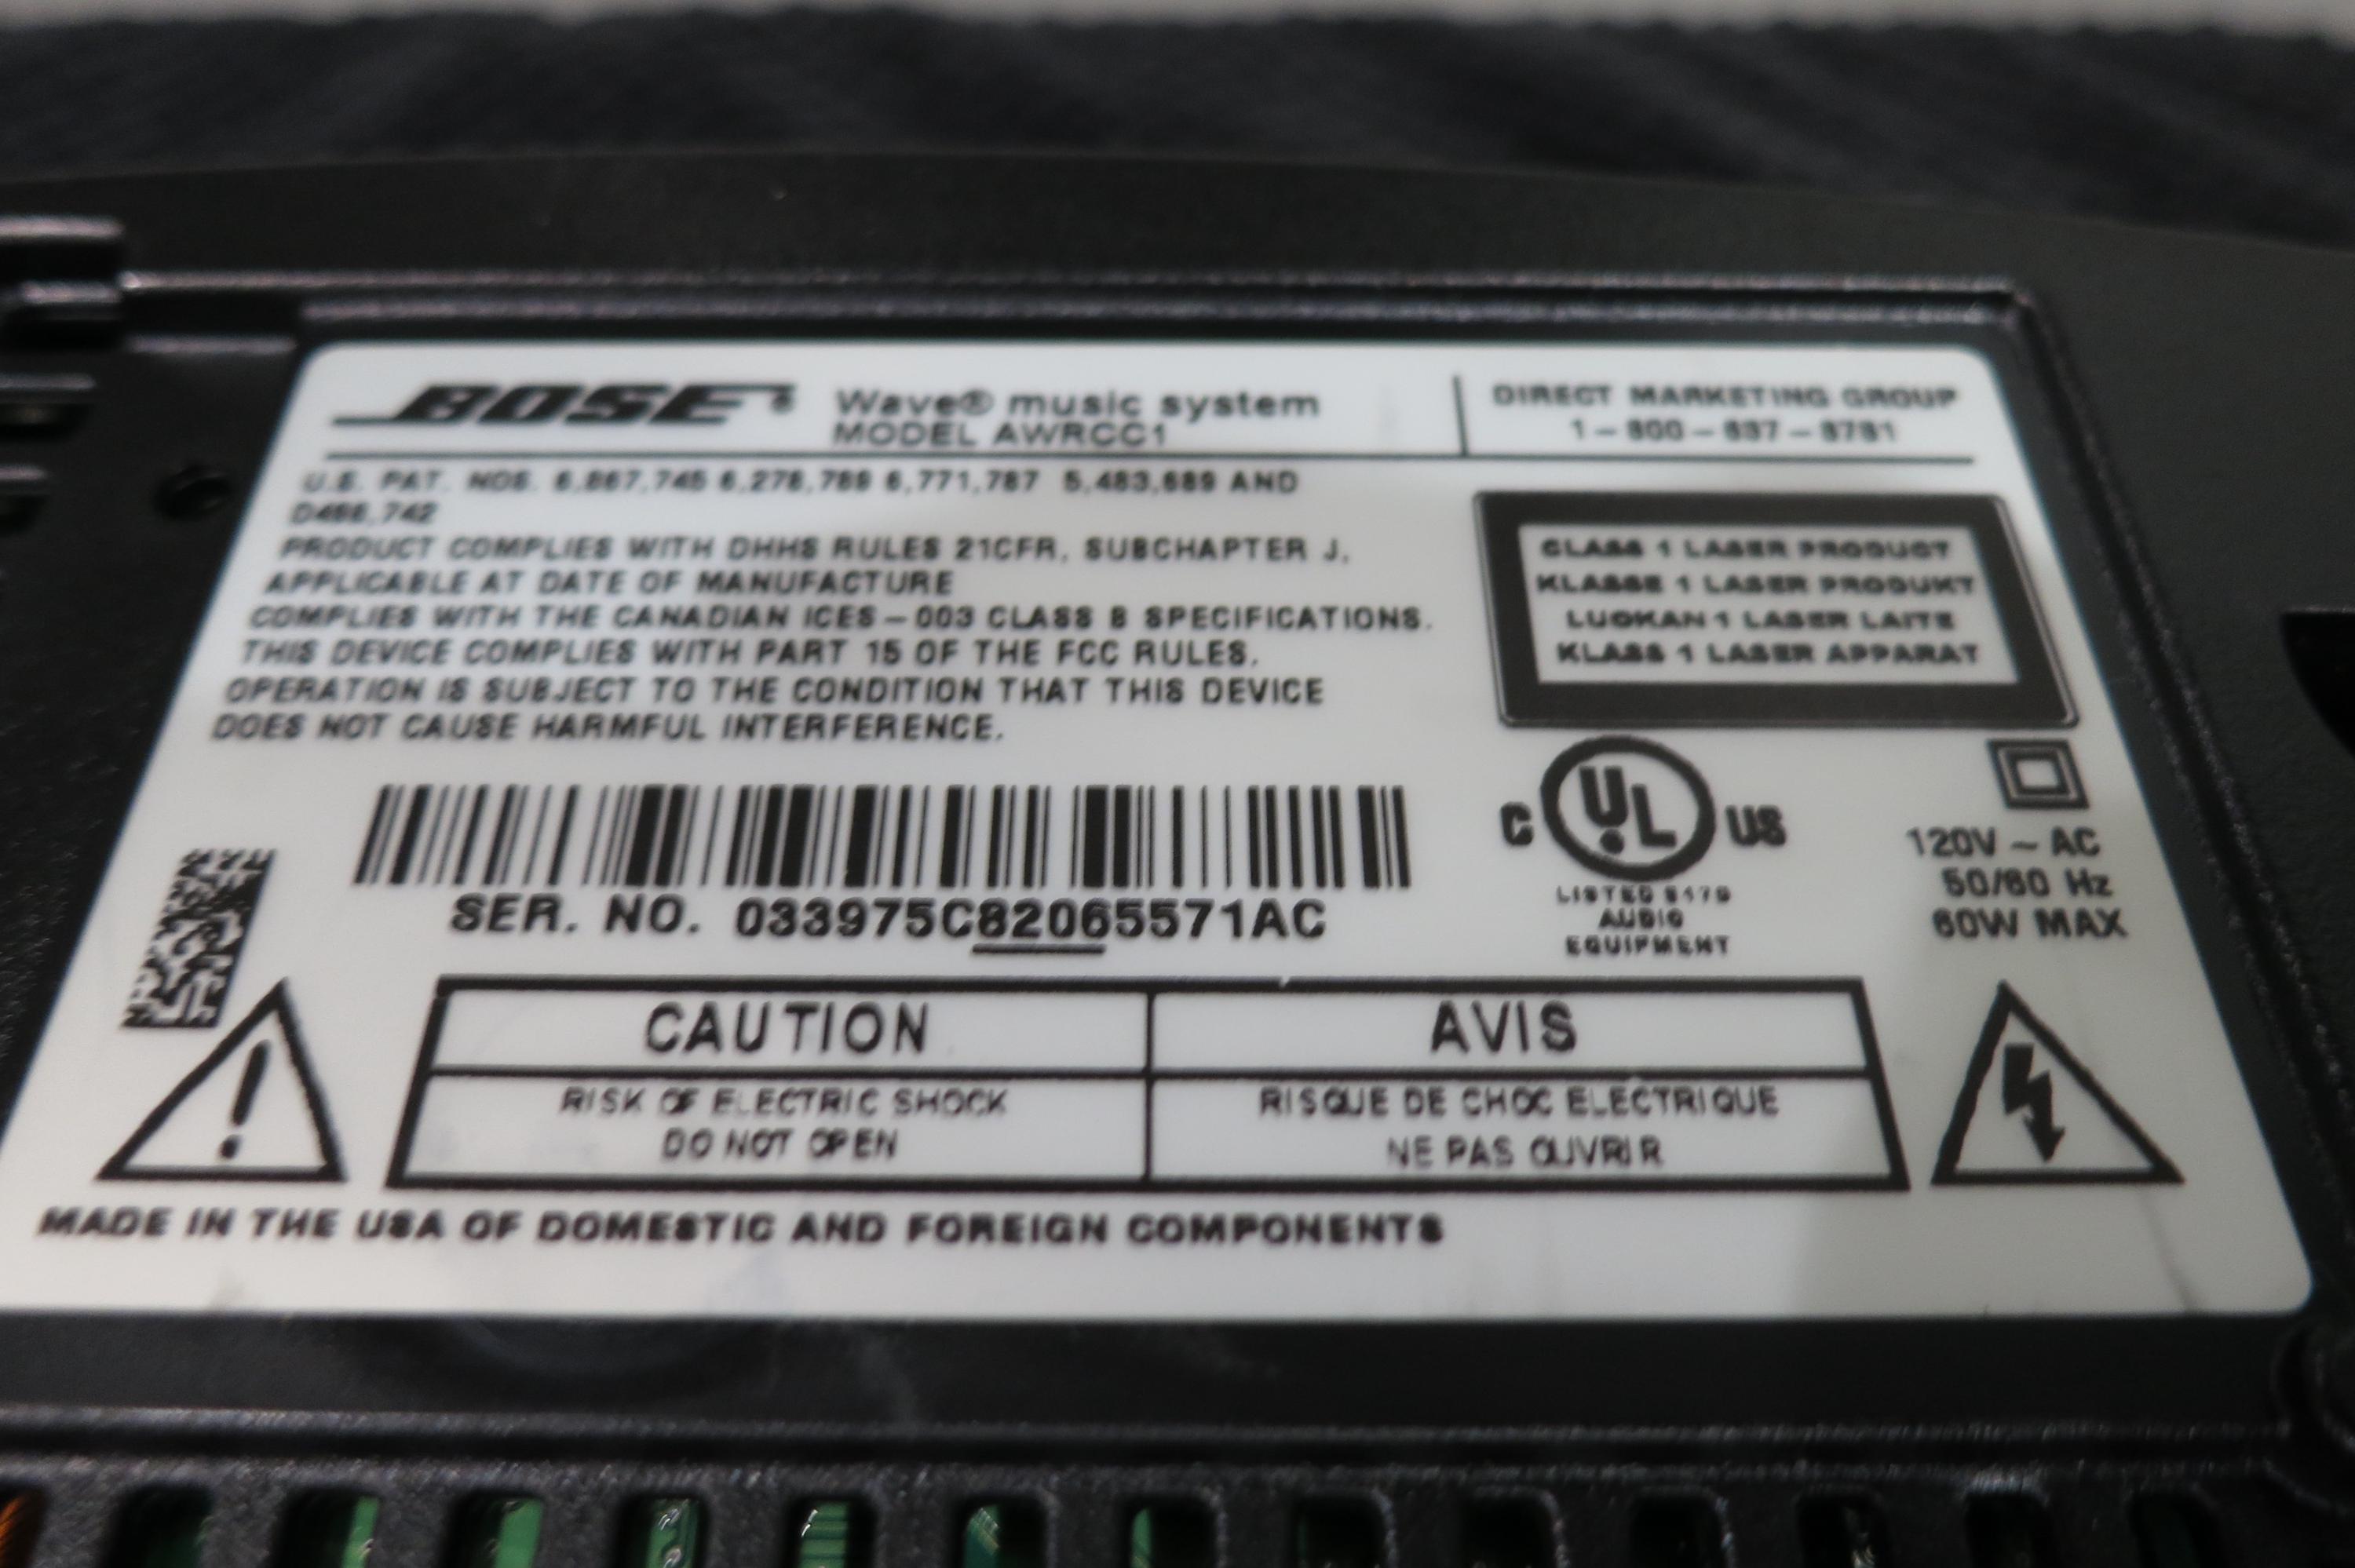 BOSE® Wave® music system
MODEL AWRCC1
DIRECT MARKETING GROUP
U.S. PAT. NOS. 6,867,745 6,278,789 6,771,787 5,483,689 AND
PRODUCT COMPLIES WITH DHHS RULES 21CFR, SUBCHAPTER J,
APPLICABLE AT DATE OF MANUFACTURE
COMPLIES WITH THE CANADIAN ICES-003 CLASS B SPECIFICATIONS.
THIS DEVICE COMPLIES WITH PART 15 OF THE FCC RULES.
OPERATION IS SUBJECT TO THE CONDITION THAT THIS DEVICE
DOES NOT CAUSE HARMFUL INTERFERENCE.
CLASS 1 LASER PRODUCT
KLASSE 1 LASER PRODUKT
LUOKAN 1 LASER LAITE
KLASS 1 LASER APPARAT
SER. NO. 033975C82065571AC
C UL US
LISTED
AUDIO
EQUIPMENT
120V ~ AC
50/60 Hz
60W MAX
CAUTION
RISK OF ELECTRIC SHOCK
DO NOT OPEN
AVIS
RISQUE DE CHOC ELECTRIQUE
NE PAS OUVRIR
MADE IN THE USA OF DOMESTIC AND FOREIGN COMPONENTS